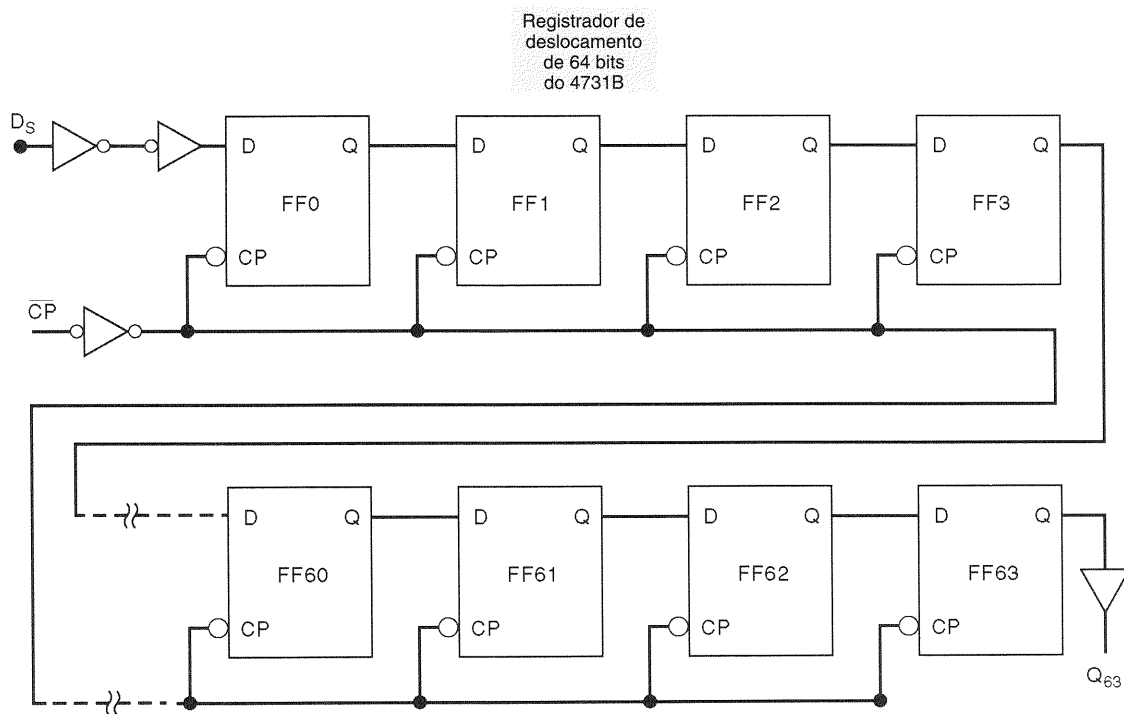 Registrador de
deslocamento
de 64 bits
do 4731B
D_S
D Q D Q D Q D Q
FF0 FF1 FF2 FF3
CP CP CP CP
C̅P̅
D Q D Q D Q D Q
FF60 FF61 FF62 FF63
CP CP CP CP
Q_63